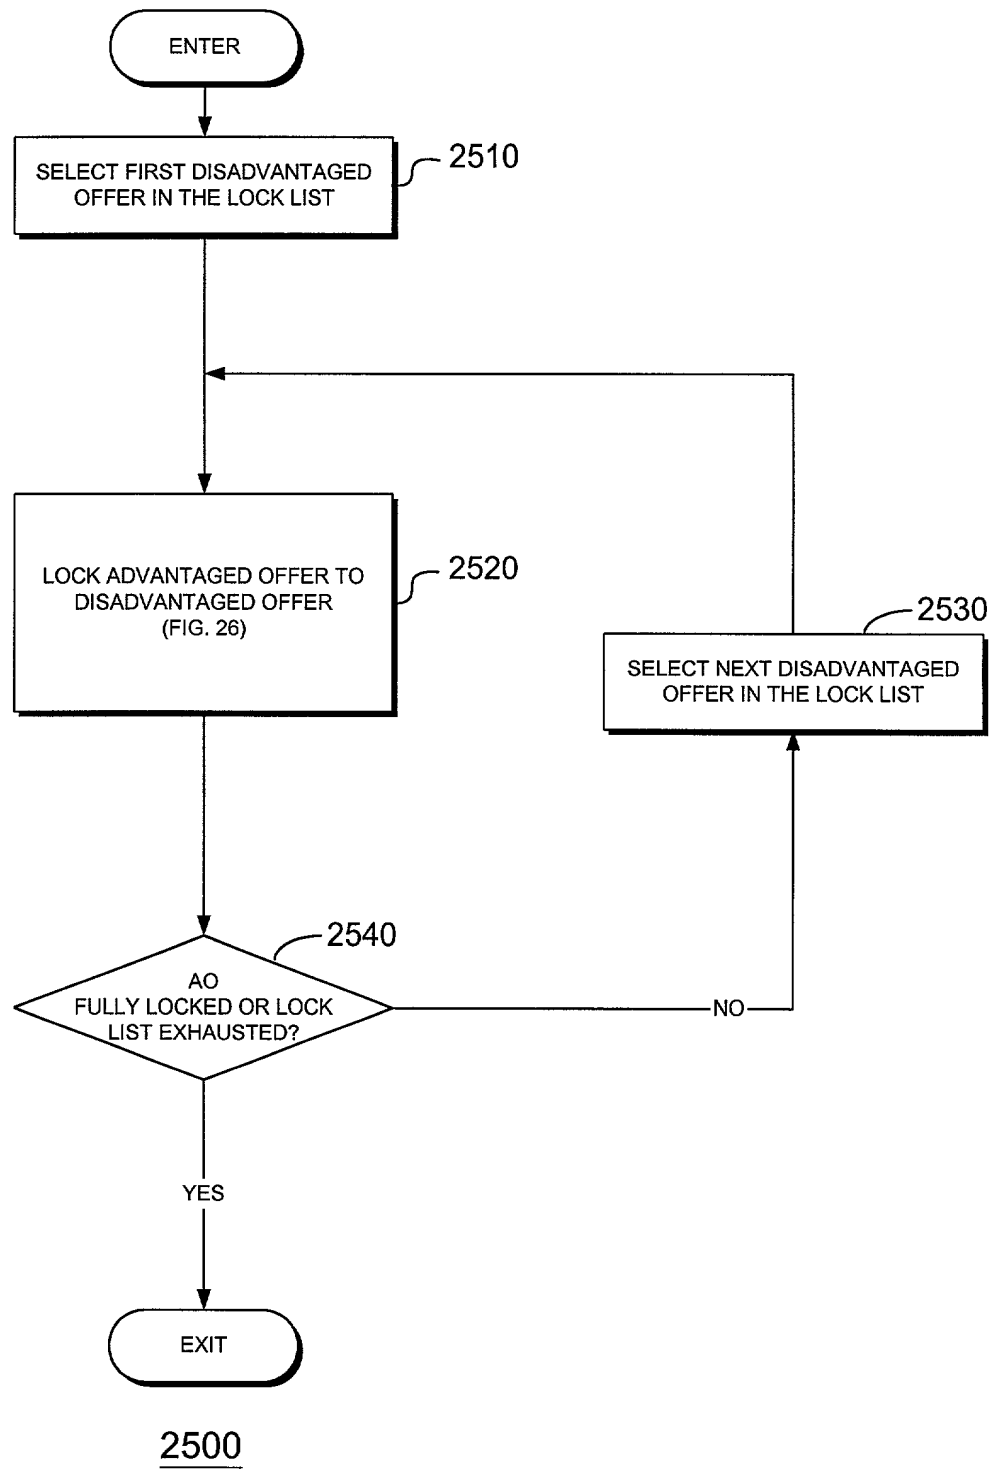 ENTER
2510
SELECT FIRST DISADVANTAGED
OFFER IN THE LOCK LIST
2520
LOCK ADVANTAGED OFFER TO
DISADVANTAGED OFFER
(FIG. 26)
2530
SELECT NEXT DISADVANTAGED
OFFER IN THE LOCK LIST
2540
AO
FULLY LOCKED OR LOCK
LIST EXHAUSTED?
NO
YES
EXIT
2500